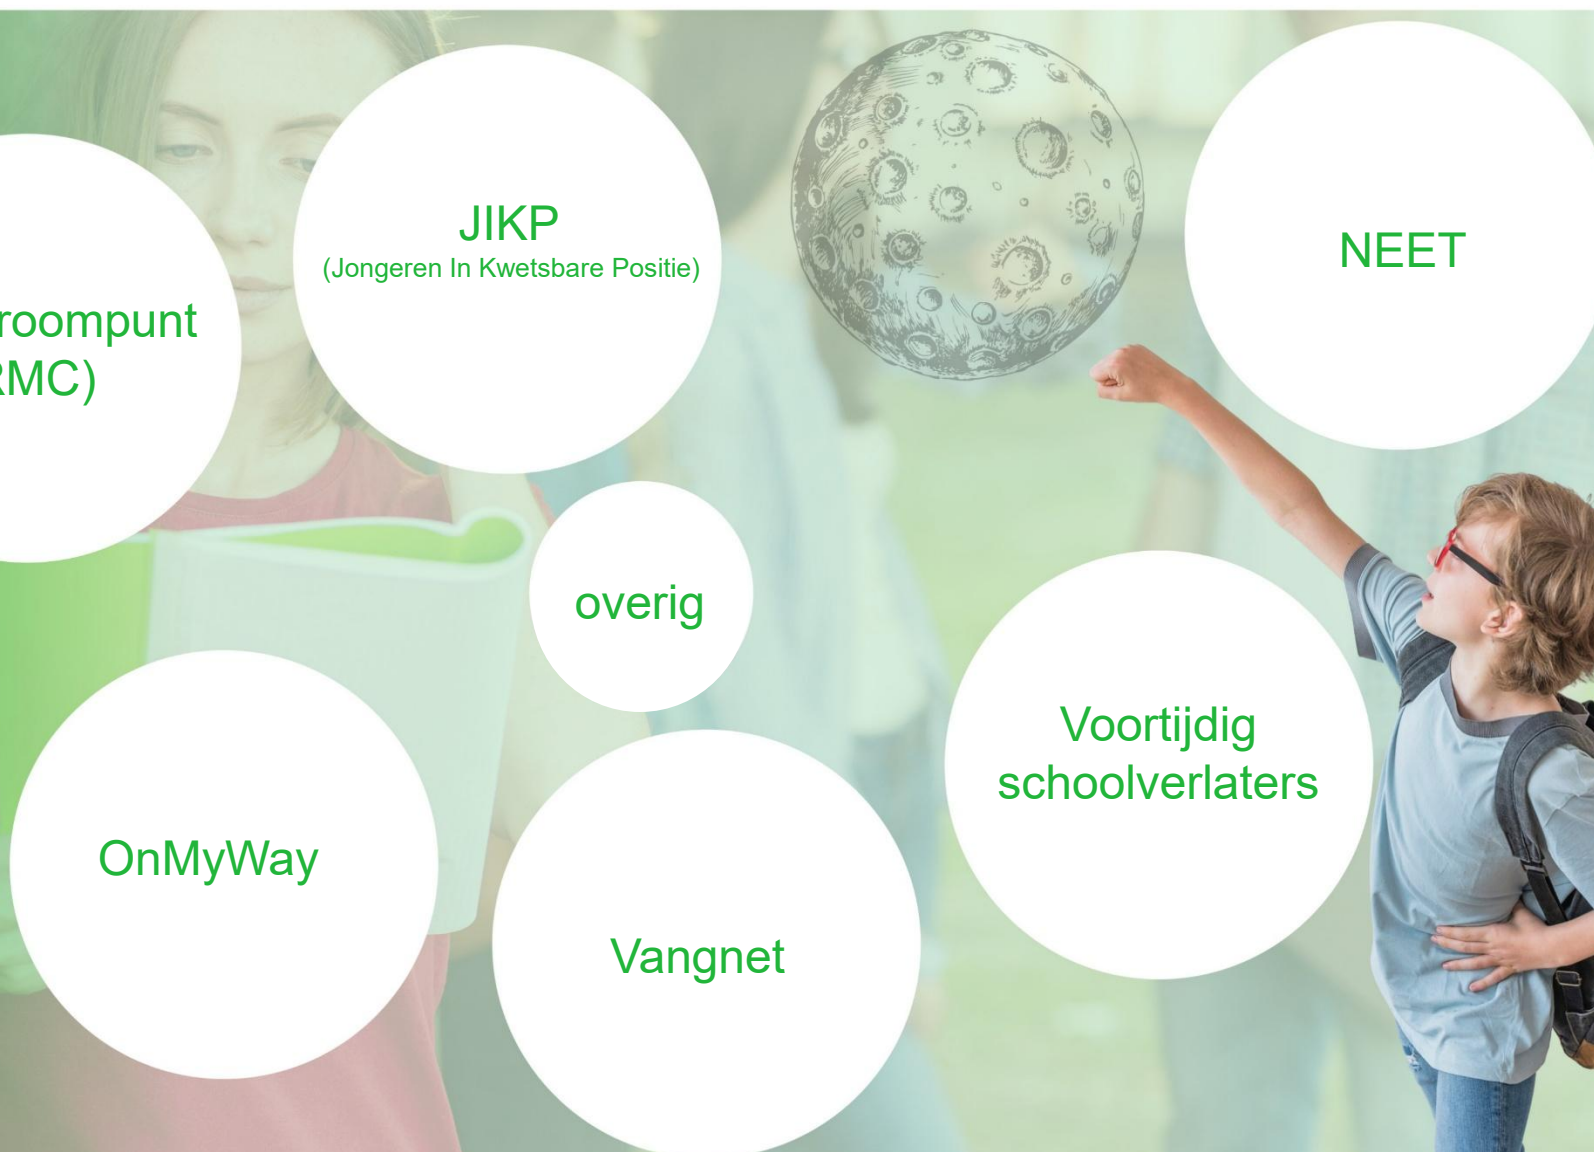 JIKP
(Jongeren In Kwetsbare Positie)
NEET
roompunt
MC)
overig
Voortijdig
schoolverlaters
OnMyWay
Vangnet